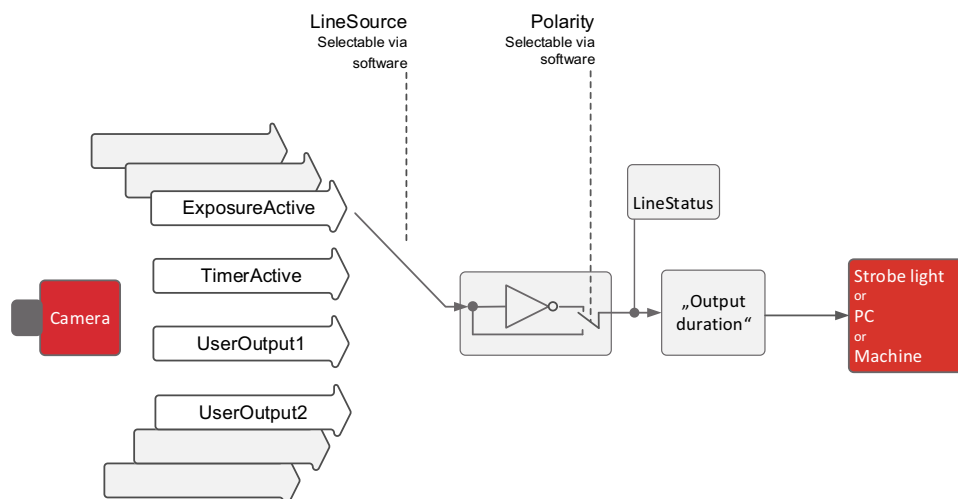 LineSource
Selectable via
software
Polarity
Selectable via
software
ExposureActive
TimerActive
UserOutput1
UserOutput2
Camera
LineStatus
„Output
duration“
Strobe light
or
PC
or
Machine